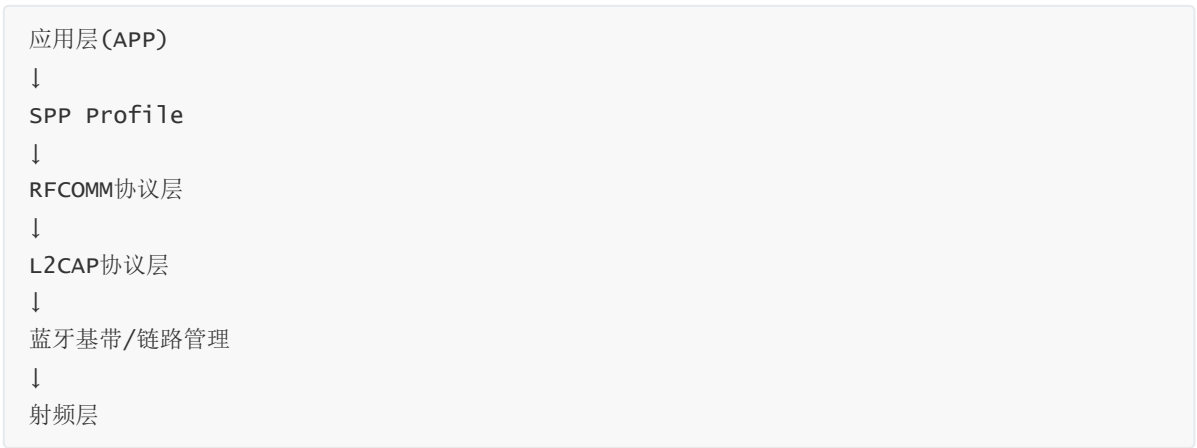 应用层(APP)
↓
SPP Profile
↓
RFCOMM协议层
↓
L2CAP协议层
↓
蓝牙基带/链路管理
↓
射频层